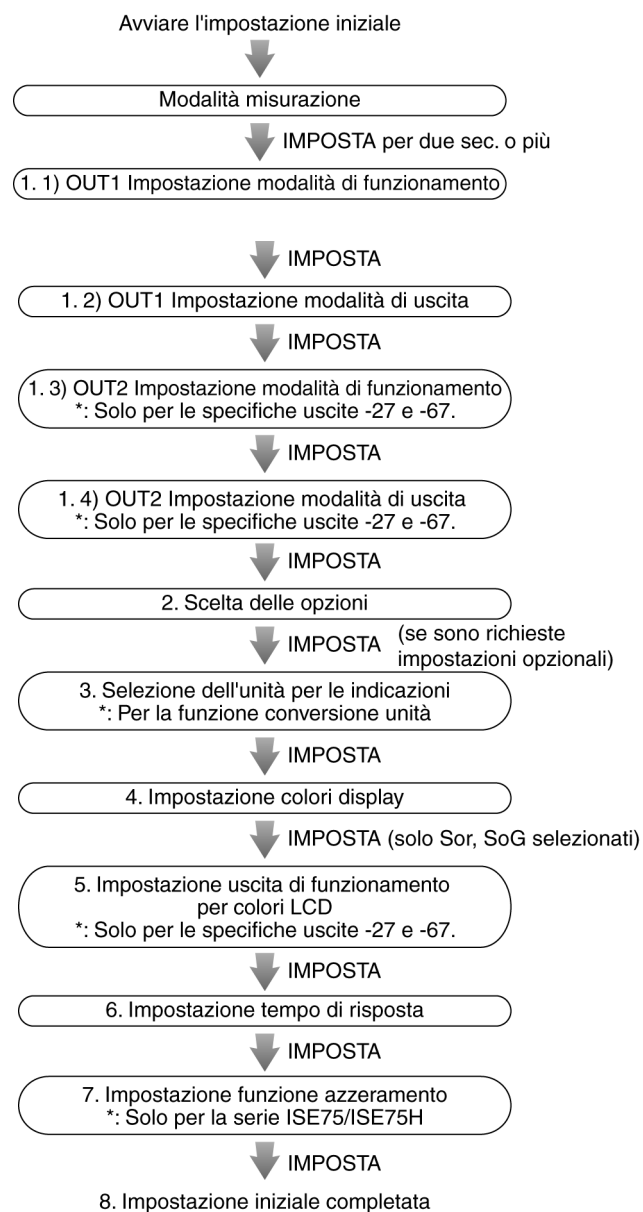 Avviare l'impostazione iniziale
Modalità misurazione
IMPOSTA per due sec. o più
1. 1) OUT1 Impostazione modalità di funzionamento
IMPOSTA
1. 2) OUT1 Impostazione modalità di uscita
IMPOSTA
1. 3) OUT2 Impostazione modalità di funzionamento
*: Solo per le specifiche uscite -27 e -67.
IMPOSTA
1. 4) OUT2 Impostazione modalità di uscita
*: Solo per le specifiche uscite -27 e -67.
IMPOSTA
2. Scelta delle opzioni
IMPOSTA (se sono richieste
impostazioni opzionali)
3. Selezione dell'unità per le indicazioni
*: Per la funzione conversione unità
IMPOSTA
4. Impostazione colori display
IMPOSTA (solo Sor, SoG selezionati)
5. Impostazione uscita di funzionamento
per colori LCD
*: Solo per le specifiche uscite -27 e -67.
IMPOSTA
6. Impostazione tempo di risposta
IMPOSTA
7. Impostazione funzione azzeramento
*: Solo per la serie ISE75/ISE75H
IMPOSTA
8. Impostazione iniziale completata